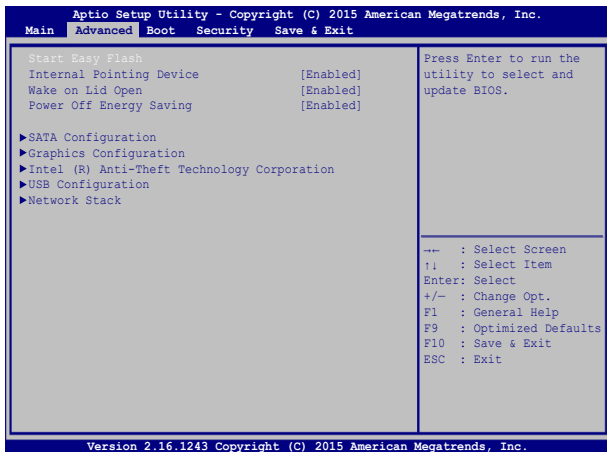 Aptio Setup Utility - Copyright (C) 2015 American Megatrends, Inc.
Main Advanced Boot Security Save & Exit
Start Easy Flash
Internal Pointing Device [Enabled]
Wake on Lid Open [Enabled]
Power Off Energy Saving [Enabled]
▶SATA Configuration
▶Graphics Configuration
▶Intel (R) Anti-Theft Technology Corporation
▶USB Configuration
▶Network Stack
Press Enter to run the
utility to select and
update BIOS.
→← : Select Screen
↑↓ : Select Item
Enter: Select
+/— : Change Opt.
F1 : General Help
F9 : Optimized Defaults
F10 : Save & Exit
ESC : Exit
Version 2.16.1243 Copyright (C) 2015 American Megatrends, Inc.